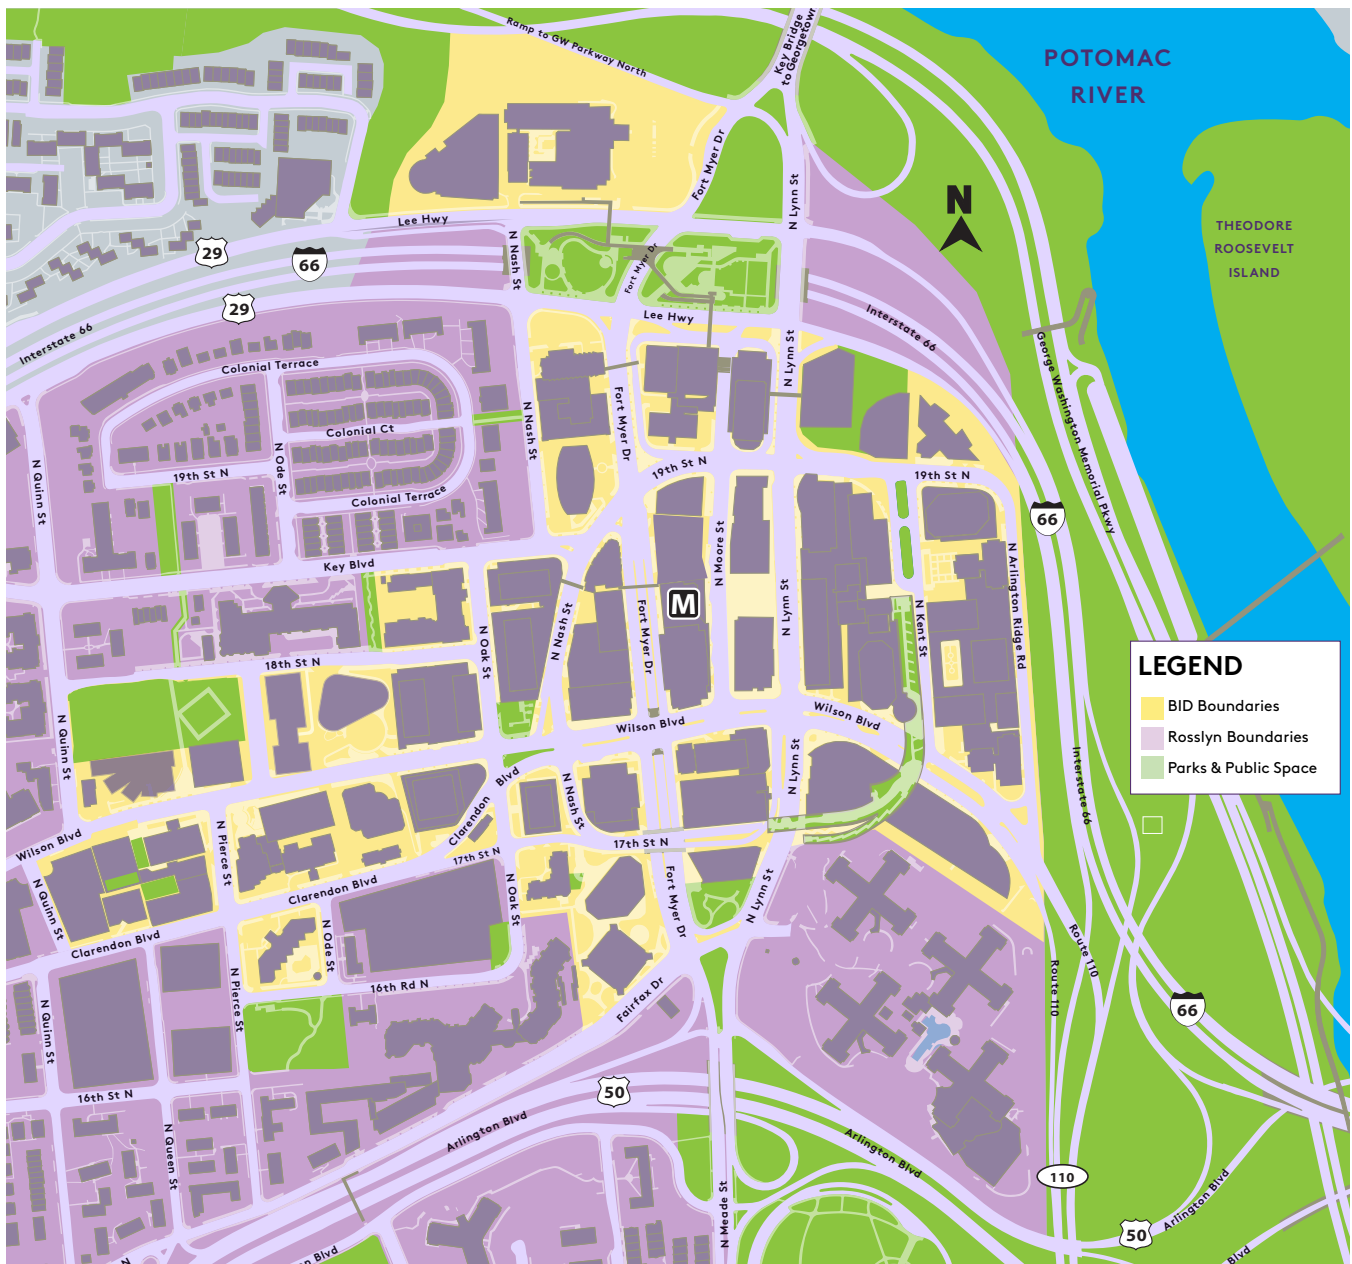 Ramp to GW Parkway North
Key Bridge
to Georgetown
POTOMAC
RIVER
Fort Myer Dr
N Lynn St
N
THEODORE
ROOSEVELT
ISLAND
Lee Hwy
29
66
N Nash St
Fort Myer Dr
29
Interstate 66
Lee Hwy
Interstate 66
N Lynn St
George Washington Memorial Pkwy
Colonial Terrace
Colonial Ct
N Nash St
Fort Myer Dr
N Quinn St
N Ode St
19th St N
Colonial Terrace
19th St N
19th St N
66
Key Blvd
N Moore St
N Lynn St
N Arlington Ridge Rd
M
N Nash St
Fort Myer Dr
N Kent St
N Oak St
18th St N
LEGEND
BID Boundaries
Rosslyn Boundaries
Parks & Public Space
Wilson Blvd
Wilson Blvd
N Quinn St
N Lynn St
Interstate 66
Clarendon Blvd
N Nash St
Wilson Blvd
N Pierce St
17th St N
17th St N
Clarendon Blvd
N Quinn St
N Oak St
Fort Myer Dr
N Lynn St
Clarendon Blvd
N Ode St
Route 110
Route 110
N Pierce St
16th Rd N
Fairfax Dr
N Quinn St
66
16th St N
50
Arlington Blvd
Arlington Blvd
N Queen St
110
N Meade St
Arlington Blvd
50
N
n Blvd
Blvd